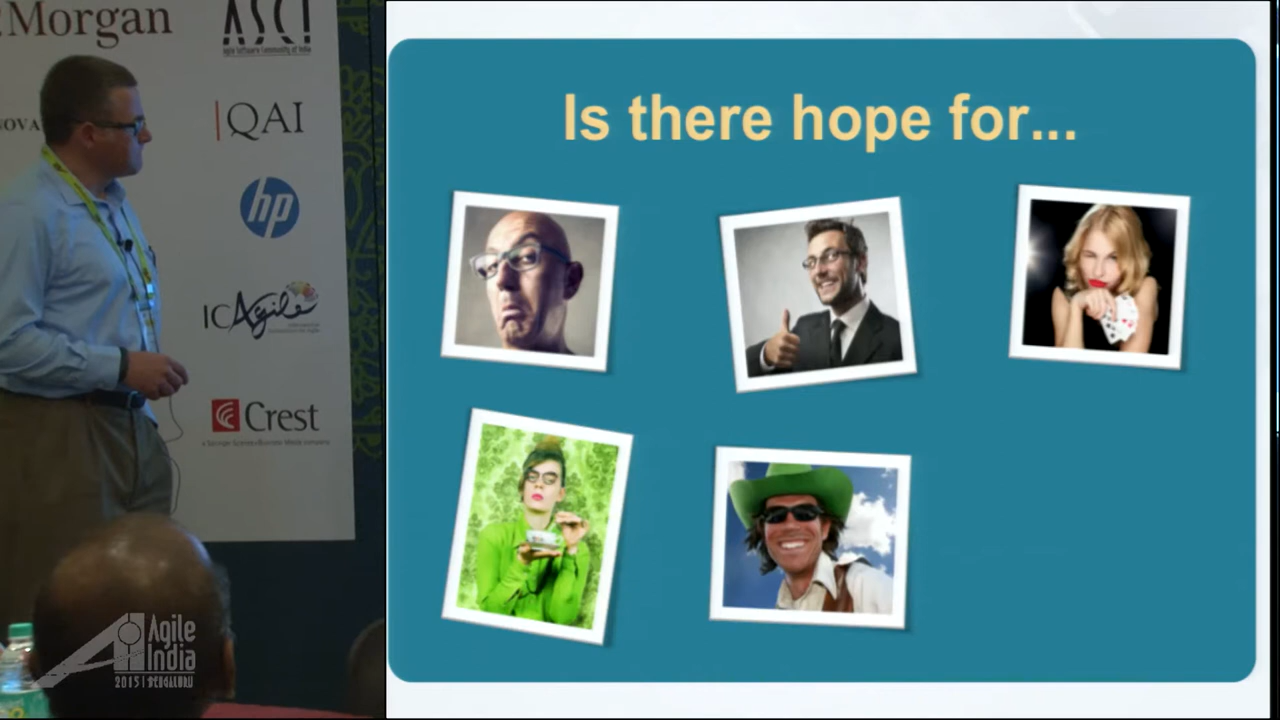 Morgan
ASCI
Agile Software Community of India
NOVA
QAI
hp
ICAgile
Crest
Is there hope for...
Agile
India
2015 | BENGALURU